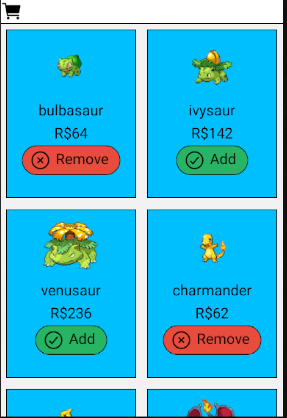 bulbasaur
R$64
Remove
ivysaur
R$142
Add
venusaur
R$236
Add
charmander
R$62
Remove